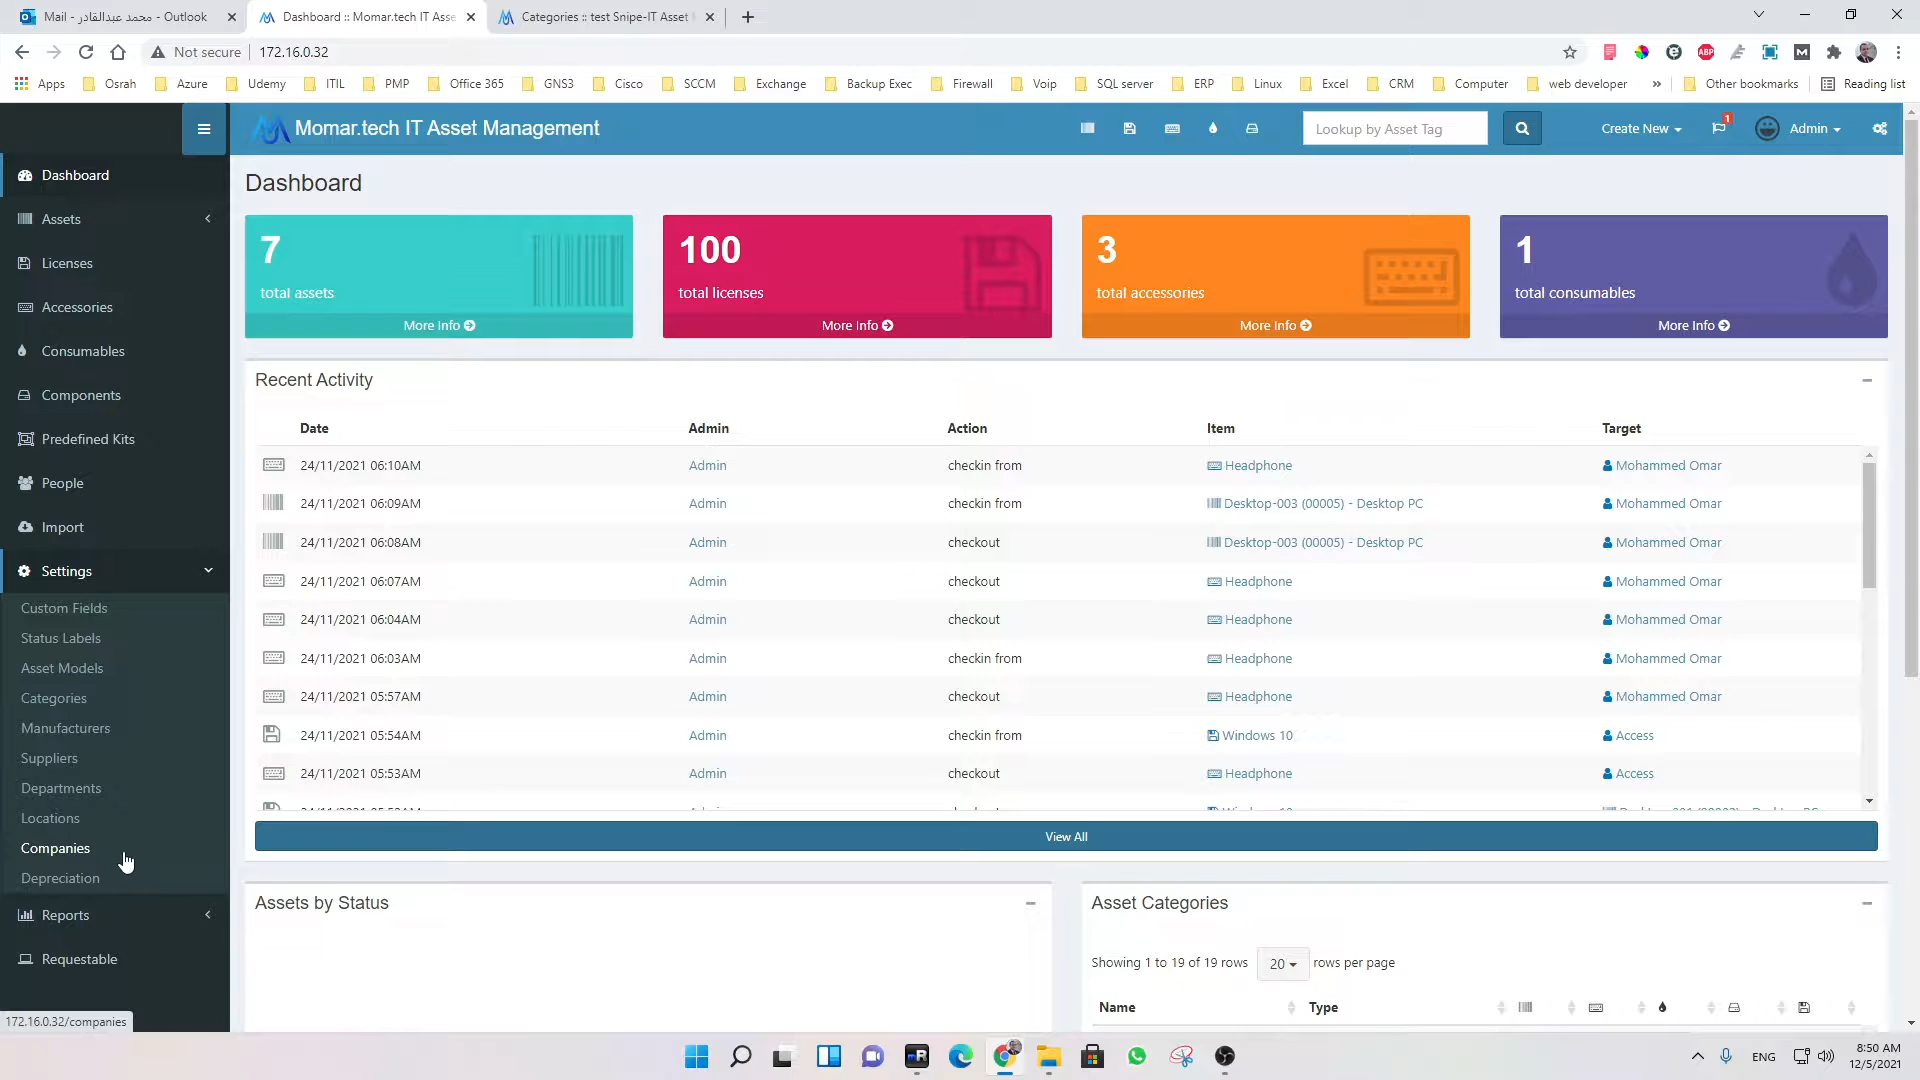 Mail - محمد عبدالقادر - Outlook
Dashboard :: Momar.tech IT Asse
Categories :: test Snipe-IT Asset
Not secure
172.16.0.32
ABP
Apps
Osrah
Azure
Udemy
ITIL
PMP
Office 365
GNS3
Cisco
SCCM
Exchange
Backup Exec
Firewall
Voip
SQL server
ERP
Linux
Excel
CRM
Computer
web developer
»
Other bookmarks
Reading list
Momar.tech IT Asset Management
Lookup by Asset Tag
Create New
1
Admin
Dashboard
Assets
Licenses
Accessories
Consumables
Components
Predefined Kits
People
Import
Settings
Custom Fields
Status Labels
Asset Models
Categories
Manufacturers
Suppliers
Departments
Locations
Companies
Depreciation
Reports
Requestable
172.16.0.32/companies
Dashboard
7
total assets
More Info
100
total licenses
More Info
3
total accessories
More Info
1
total consumables
More Info
Recent Activity
Date Admin Action Item Target
24/11/2021 06:10AM Admin checkin from Headphone Mohammed Omar
24/11/2021 06:09AM Admin checkin from Desktop-003 (00005) - Desktop PC Mohammed Omar
24/11/2021 06:08AM Admin checkout Desktop-003 (00005) - Desktop PC Mohammed Omar
24/11/2021 06:07AM Admin checkout Headphone Mohammed Omar
24/11/2021 06:04AM Admin checkout Headphone Mohammed Omar
24/11/2021 06:03AM Admin checkin from Headphone Mohammed Omar
24/11/2021 05:57AM Admin checkout Headphone Mohammed Omar
24/11/2021 05:54AM Admin checkin from Windows 10 Access
24/11/2021 05:53AM Admin checkout Headphone Access
View All
Assets by Status
Asset Categories
Showing 1 to 19 of 19 rows 20 rows per page
Name Type
ENG
8:50 AM
12/5/2021